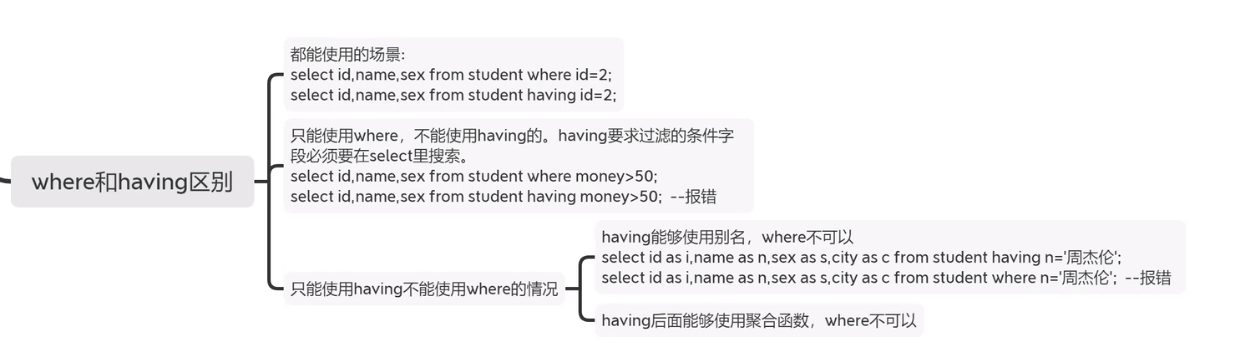 where和having区别
都能使用的场景:
select id,name,sex from student where id=2;
select id,name,sex from student having id=2;
只能使用where，不能使用having的。having要求过滤的条件字
段必须要在select里搜索。
select id,name,sex from student where money>50;
select id,name,sex from student having money>50;  --报错
只能使用having不能使用where的情况
having能够使用别名，where不可以
select id as i,name as n,sex as s,city as c from student having n='周杰伦';
select id as i,name as n,sex as s,city as c from student where n='周杰伦';  --报错
having后面能够使用聚合函数，where不可以